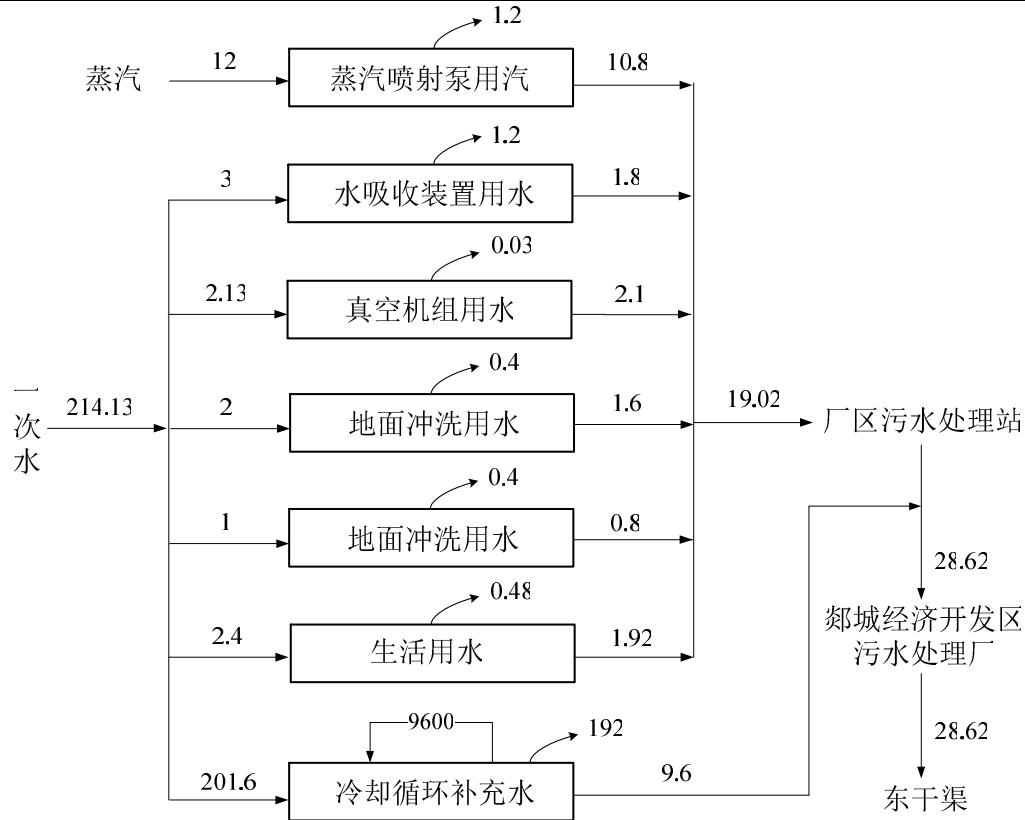 1.2
蒸汽
12
蒸汽喷射泵用汽
10.8
1.2
3
水吸收装置用水
1.8
0.03
2.13
真空机组用水
2.1
0.4
一次水
214.13
2
地面冲洗用水
1.6
19.02
厂区污水处理站
0.4
1
地面冲洗用水
0.8
28.62
0.48
2.4
生活用水
1.92
郯城经济开发区
污水处理厂
9600
192
28.62
201.6
冷却循环补充水
9.6
东干渠